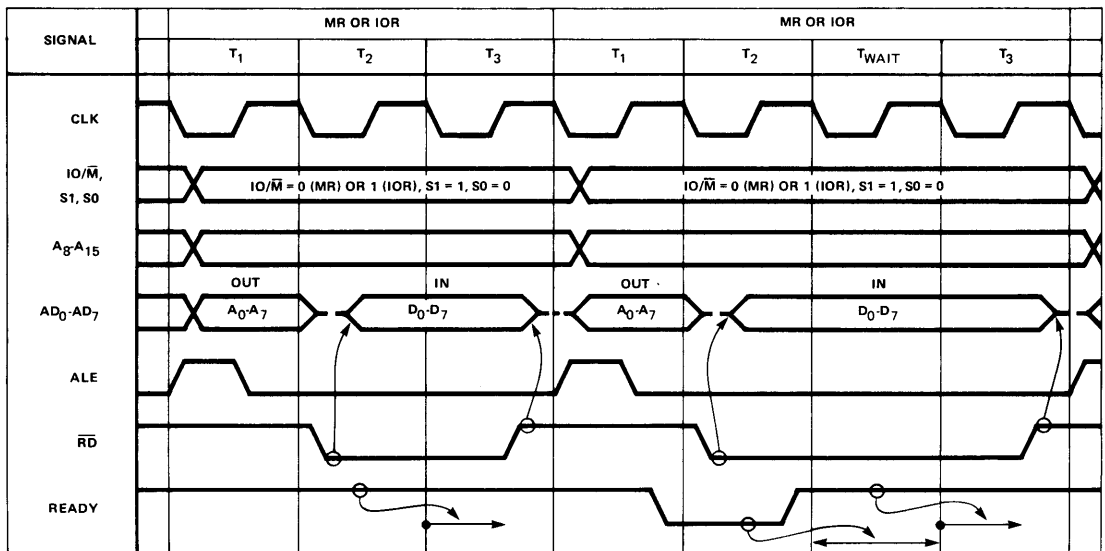 SIGNAL
MR OR IOR
MR OR IOR
T1 T2 T3 T1 T2 TWAIT T3
CLK
IO/M̅,
S1, S0
IO/M̅ = 0 (MR) OR 1 (IOR), S1 = 1, S0 = 0
IO/M̅ = 0 (MR) OR 1 (IOR), S1 = 1, S0 = 0
A8-A15
OUT IN OUT IN
AD0-AD7
A0-A7 D0-D7 A0-A7 D0-D7
ALE
R̅D̅
READY